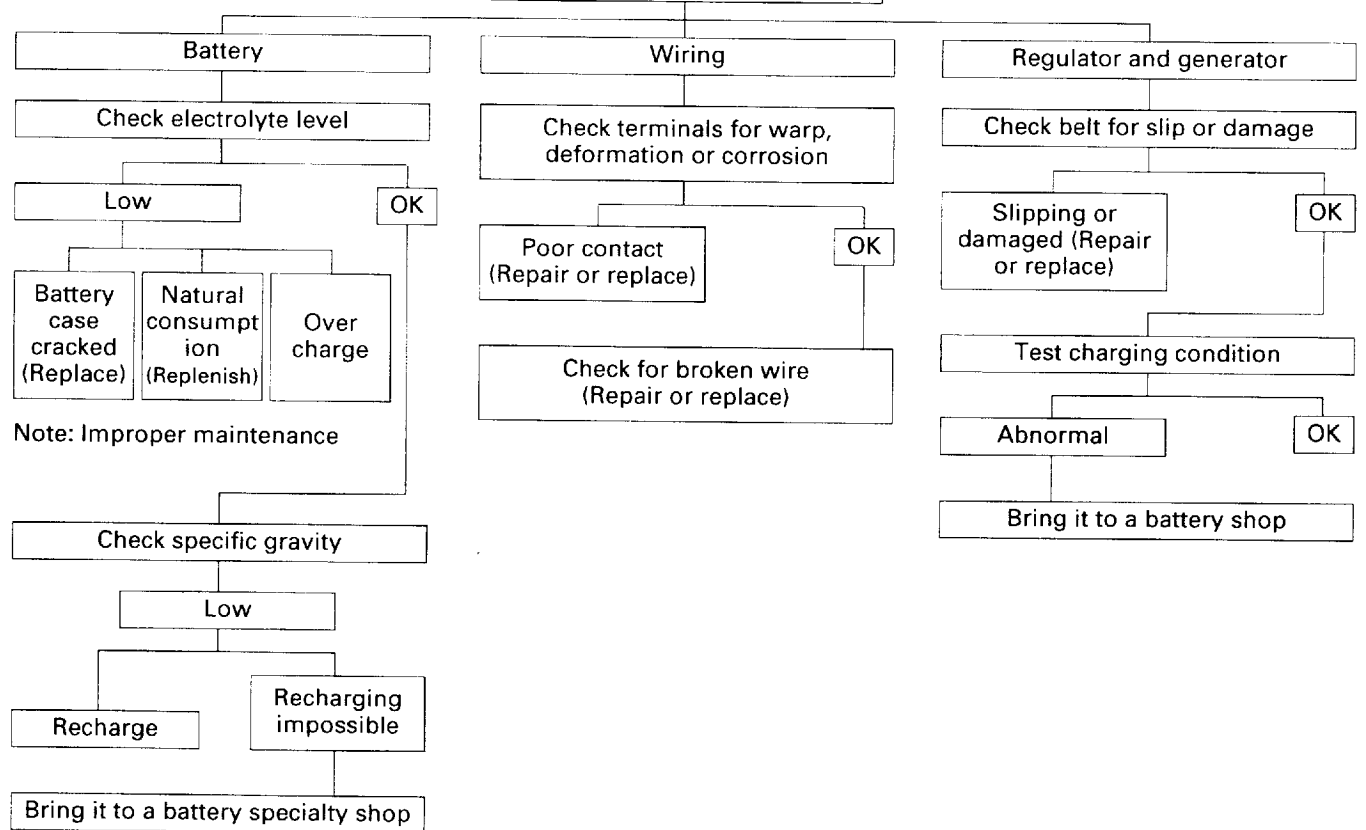 Battery
Check electrolyte level
Low
OK
Battery
case
cracked
(Replace)
Natural
consumpt
ion
(Replenish)
Over
charge
Note: Improper maintenance
Check specific gravity
Low
Recharge
Recharging
impossible
Bring it to a battery specialty shop
Wiring
Check terminals for warp,
deformation or corrosion
Poor contact
(Repair or replace)
OK
Check for broken wire
(Repair or replace)
Regulator and generator
Check belt for slip or damage
Slipping or
damaged (Repair
or replace)
OK
Test charging condition
Abnormal
OK
Bring it to a battery shop